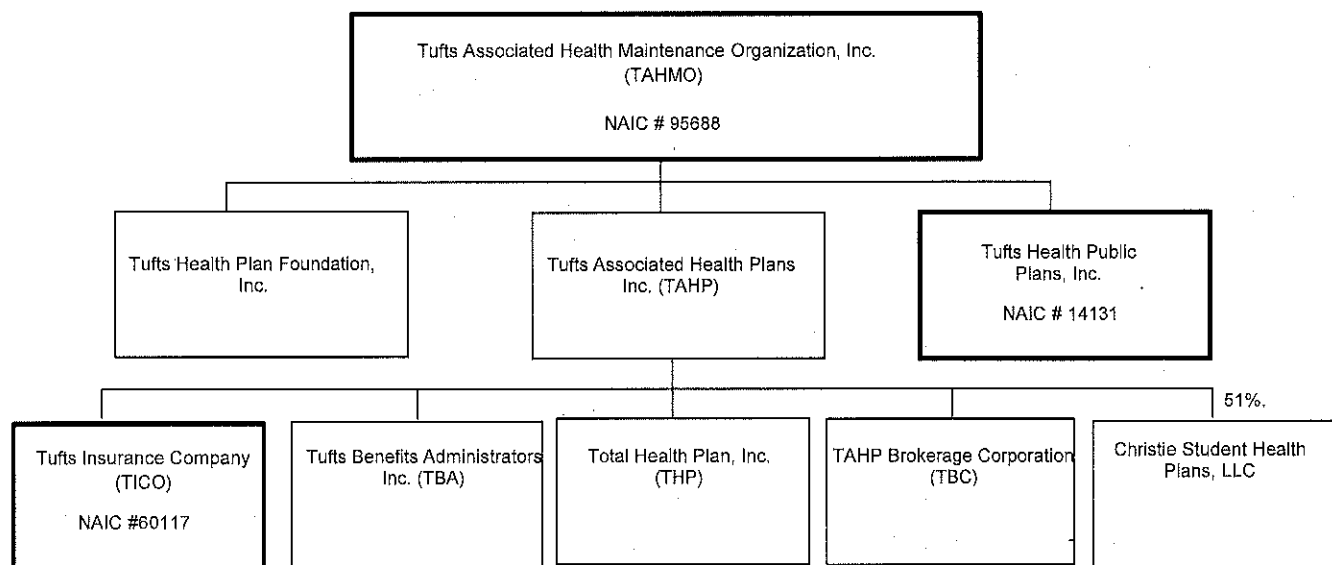 Tufts Associated Health Maintenance Organization, Inc.
(TAHMO)
NAIC # 95688
Tufts Health Plan Foundation,
Inc.
Tufts Associated Health Plans
Inc. (TAHP)
Tufts Health Public
Plans, Inc.
NAIC # 14131
51%.
Tufts Insurance Company
(TICO)
NAIC #60117
Tufts Benefits Administrators
Inc. (TBA)
Total Health Plan, Inc.
(THP)
TAHP Brokerage Corporation
(TBC)
Christie Student Health
Plans, LLC